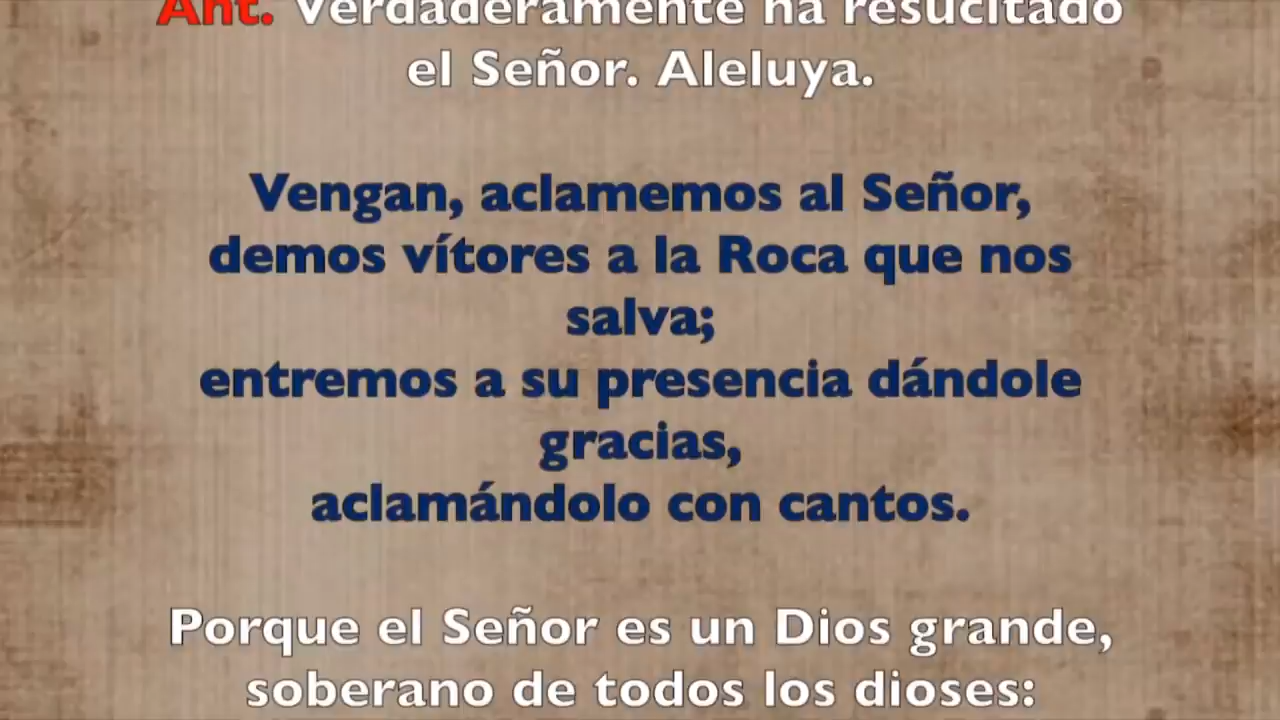 Ant. Verdaderamente ha resucitado
el Señor. Aleluya.
Vengan, aclamemos al Señor,
demos vítores a la Roca que nos
salva;
entremos a su presencia dándole
gracias,
aclamándolo con cantos.
Porque el Señor es un Dios grande,
soberano de todos los dioses: